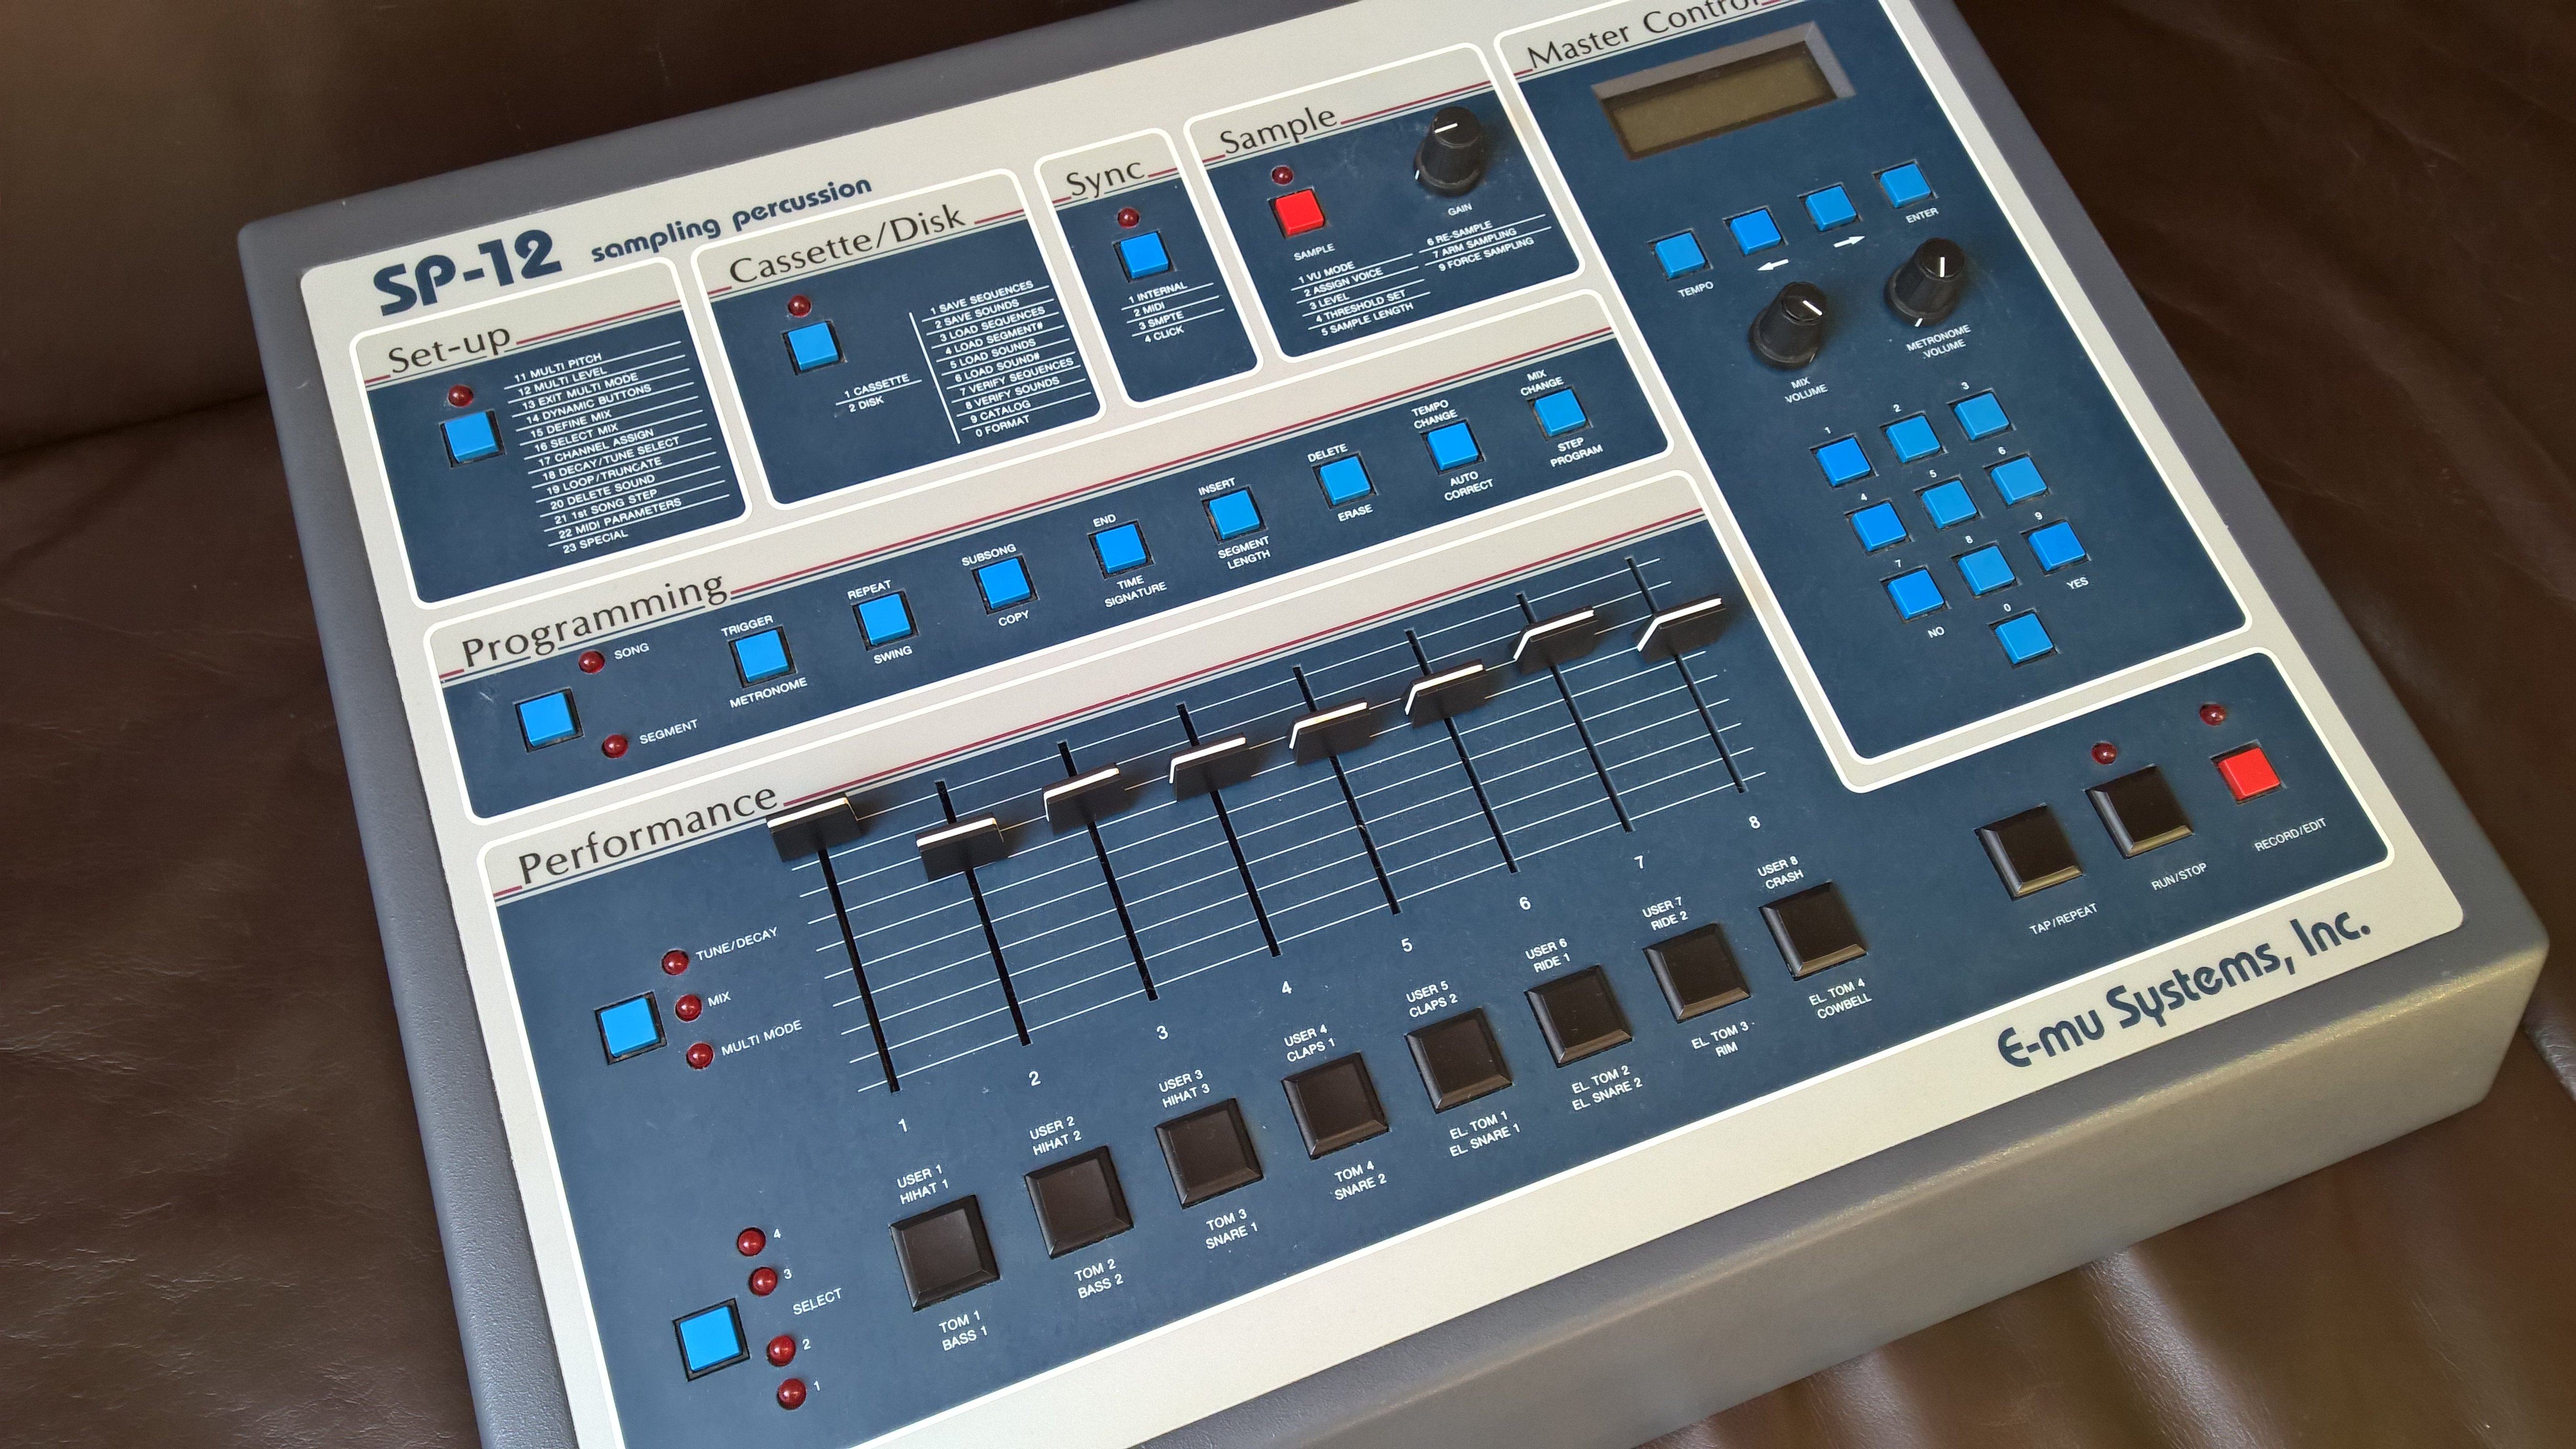 SP-12 sampling percussion
Set-up
11 MULTI PITCH
12 MULTI LEVEL
13 EXIT MULTI MODE
14 DYNAMIC BUTTONS
15 DEFINE MIX
16 SELECT MIX
17 CHANNEL ASSIGN
18 DECAY/TUNE SELECT
19 LOOP/TRUNCATE
20 DELETE SOUND
21 1st SONG STEP
22 MIDI PARAMETERS
23 SPECIAL
Cassette/Disk
1 CASSETTE
2 DISK
1 SAVE SEQUENCES
2 SAVE SOUNDS
3 LOAD SEQUENCES
4 LOAD SEGMENT#
5 LOAD SOUNDS
6 LOAD SOUND#
7 VERIFY SEQUENCES
8 VERIFY SOUNDS
9 CATALOG
0 FORMAT
Sync
1 INTERNAL
2 MIDI
3 SMPTE
4 CLICK
Sample
SAMPLE
GAIN
1 VU MODE
2 ASSIGN VOICE
3 LEVEL
4 THRESHOLD SET
5 SAMPLE LENGTH
6 RE-SAMPLE
7 ARM SAMPLING
9 FORCE SAMPLING
Master Control
TEMPO
ENTER
MIX
VOLUME
METRONOME
VOLUME
1
2
3
4
5
6
7
8
9
NO
0
YES
Programming
SONG
SEGMENT
TRIGGER
METRONOME
REPEAT
SWING
SUBSONG
COPY
END
TIME
SIGNATURE
INSERT
SEGMENT
LENGTH
DELETE
ERASE
TEMPO
CHANGE
AUTO
CORRECT
MIX
CHANGE
STEP
PROGRAM
Performance
TUNE/DECAY
MIX
MULTI MODE
4
3
SELECT
2
1
1
2
3
4
5
6
7
8
USER 1
HIHAT 1
TOM 1
BASS 1
USER 2
HIHAT 2
TOM 2
BASS 2
USER 3
HIHAT 3
TOM 3
SNARE 1
USER 4
CLAPS 1
TOM 4
SNARE 2
USER 5
CLAPS 2
EL. TOM 1
EL. SNARE 1
USER 6
RIDE 1
EL. TOM 2
EL. SNARE 2
USER 7
RIDE 2
EL. TOM 3
RIM
USER 8
CRASH
EL. TOM 4
COWBELL
TAP/REPEAT
RUN/STOP
RECORD/EDIT
E-mu Systems, Inc.